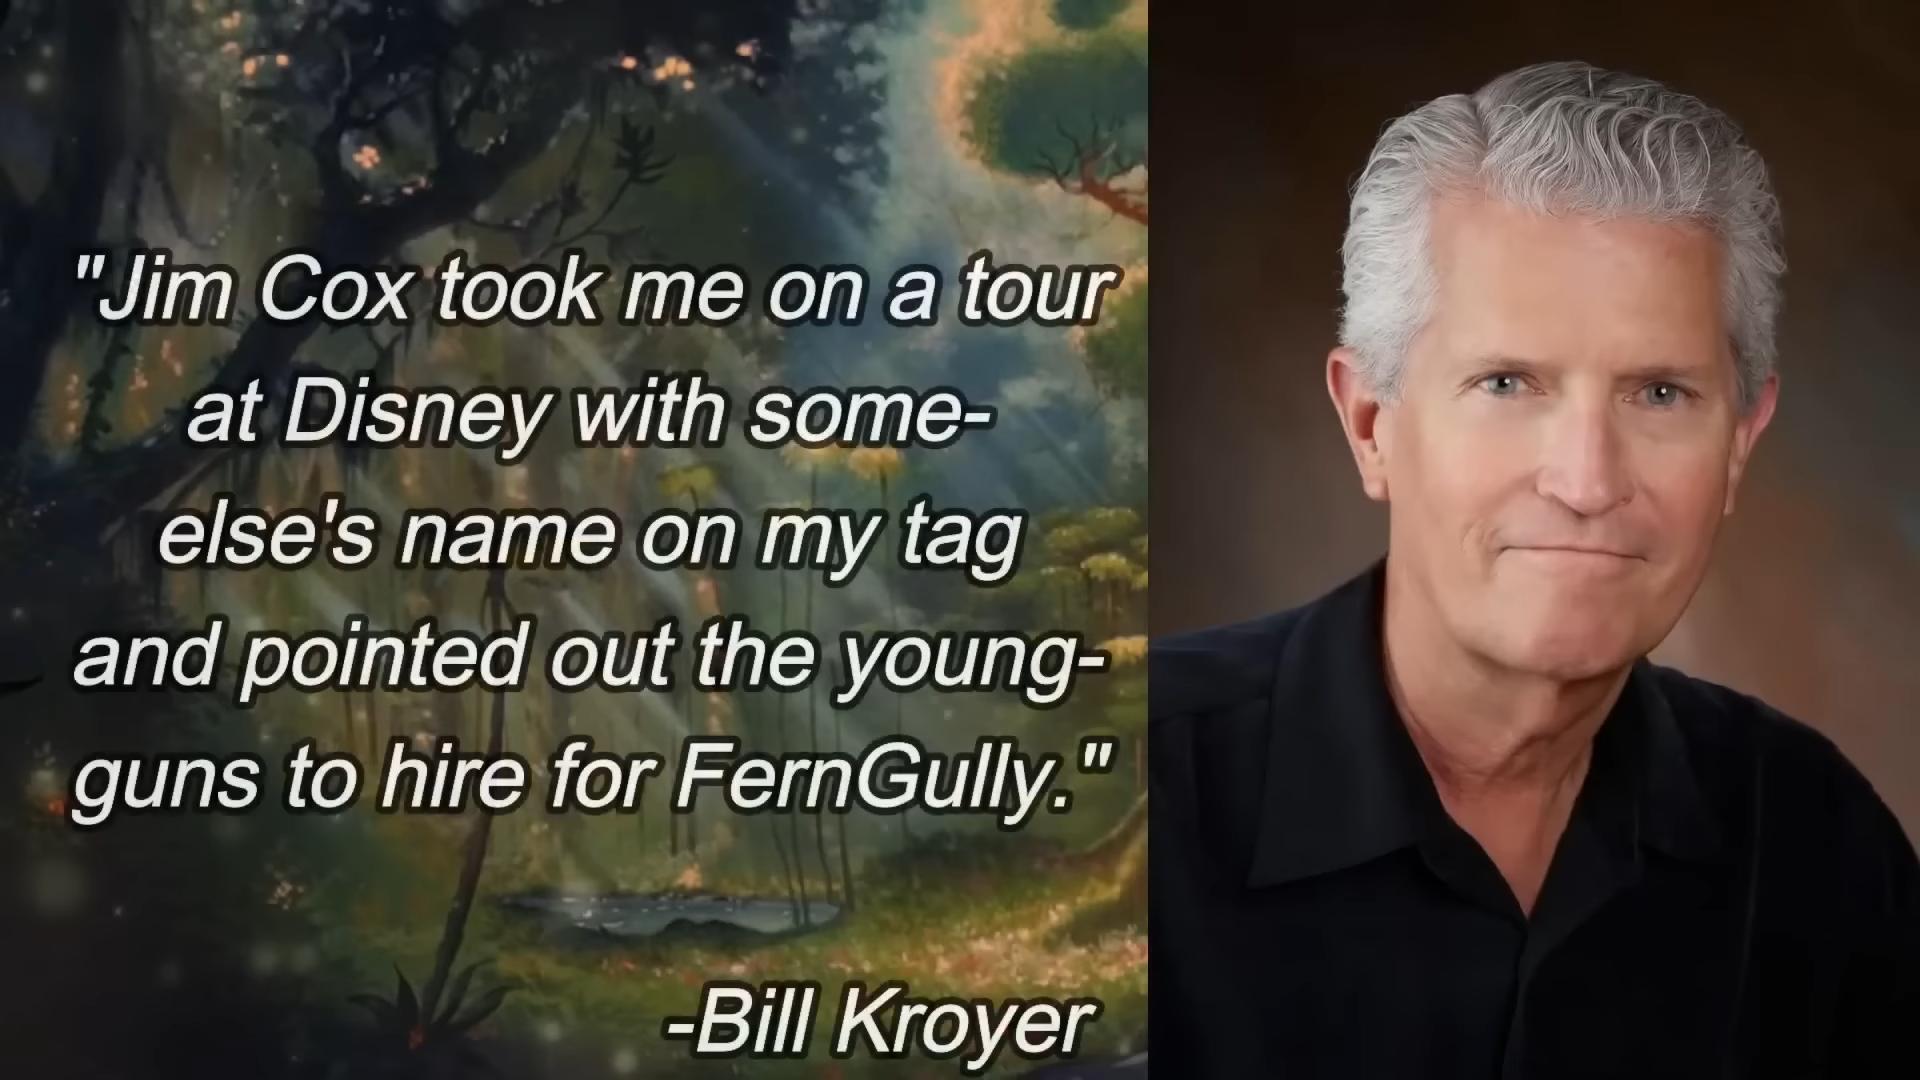 "Jim Cox took me on a tour
at Disney with some-
else's name on my tag
and pointed out the young-
guns to hire for FernGully."
-Bill Kroyer